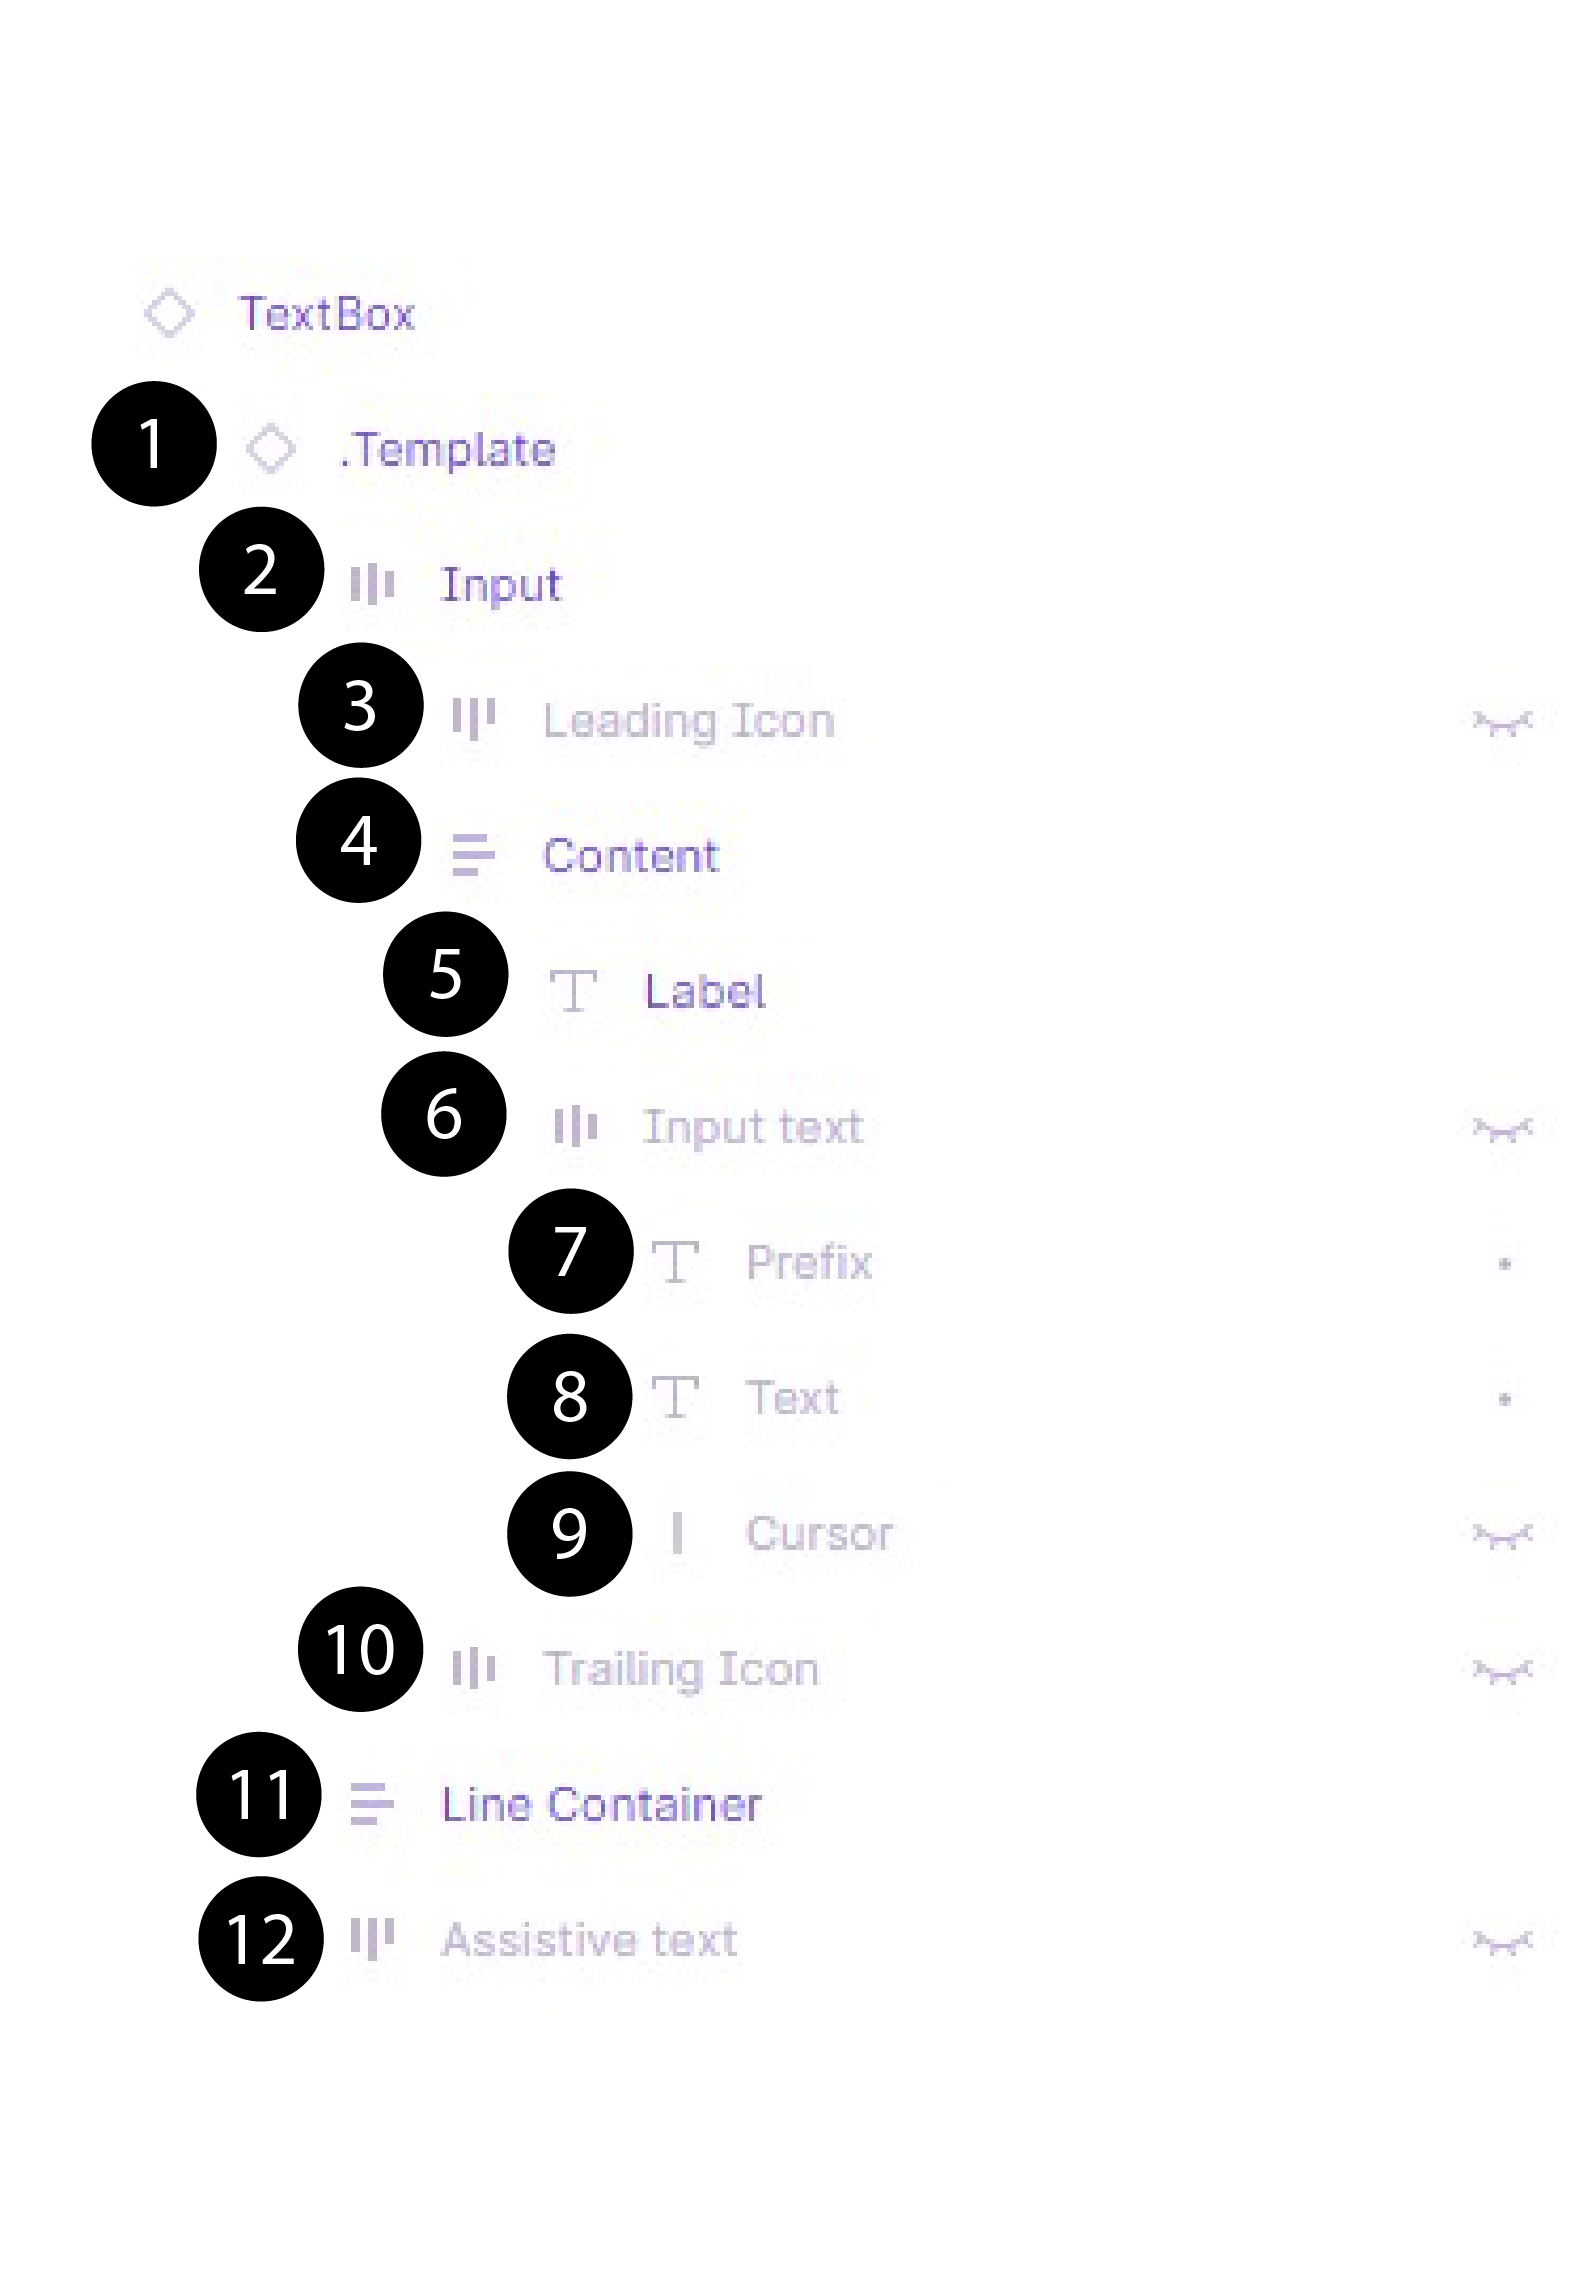 TextBox
1 .Template
2 Input
3 Leading Icon
4 Content
5 Label
6 Input text
7 Prefix
8 Text
9 Cursor
10 Trailing Icon
11 Line Container
12 Assistive text